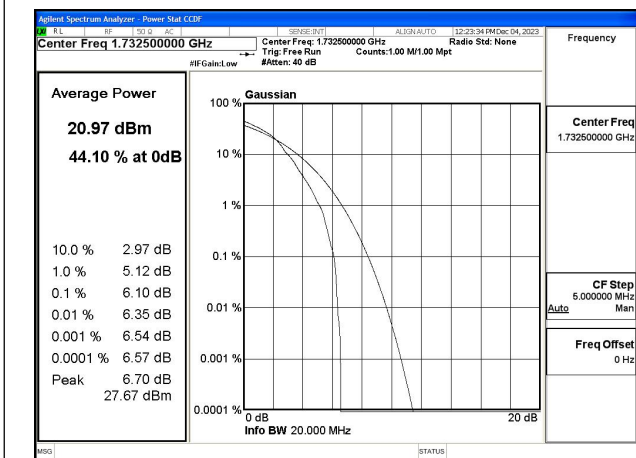 Agilent Spectrum Analyzer - Power Stat CCDF
RL RF 50 Ω AC SENSE:INT ALIGN AUTO 12:23:34 PM Dec 04, 2023
Center Freq 1.732500000 GHz Center Freq: 1.732500000 GHz Radio Std: None
Trig: Free Run Counts:1.00 M/1.00 Mpt
#IFGain:Low #Atten: 40 dB
Frequency
Average Power
20.97 dBm
44.10 % at 0dB
10.0 % 2.97 dB
1.0 % 5.12 dB
0.1 % 6.10 dB
0.01 % 6.35 dB
0.001 % 6.54 dB
0.0001 % 6.57 dB
Peak 6.70 dB
27.67 dBm
Gaussian
100 %
10 %
1 %
0.1 %
0.01 %
0.001 %
0.0001 %
0 dB 20 dB
Info BW 20.000 MHz
Center Freq
1.732500000 GHz
CF Step
5.000000 MHz
Auto Man
Freq Offset
0 Hz
MSG STATUS